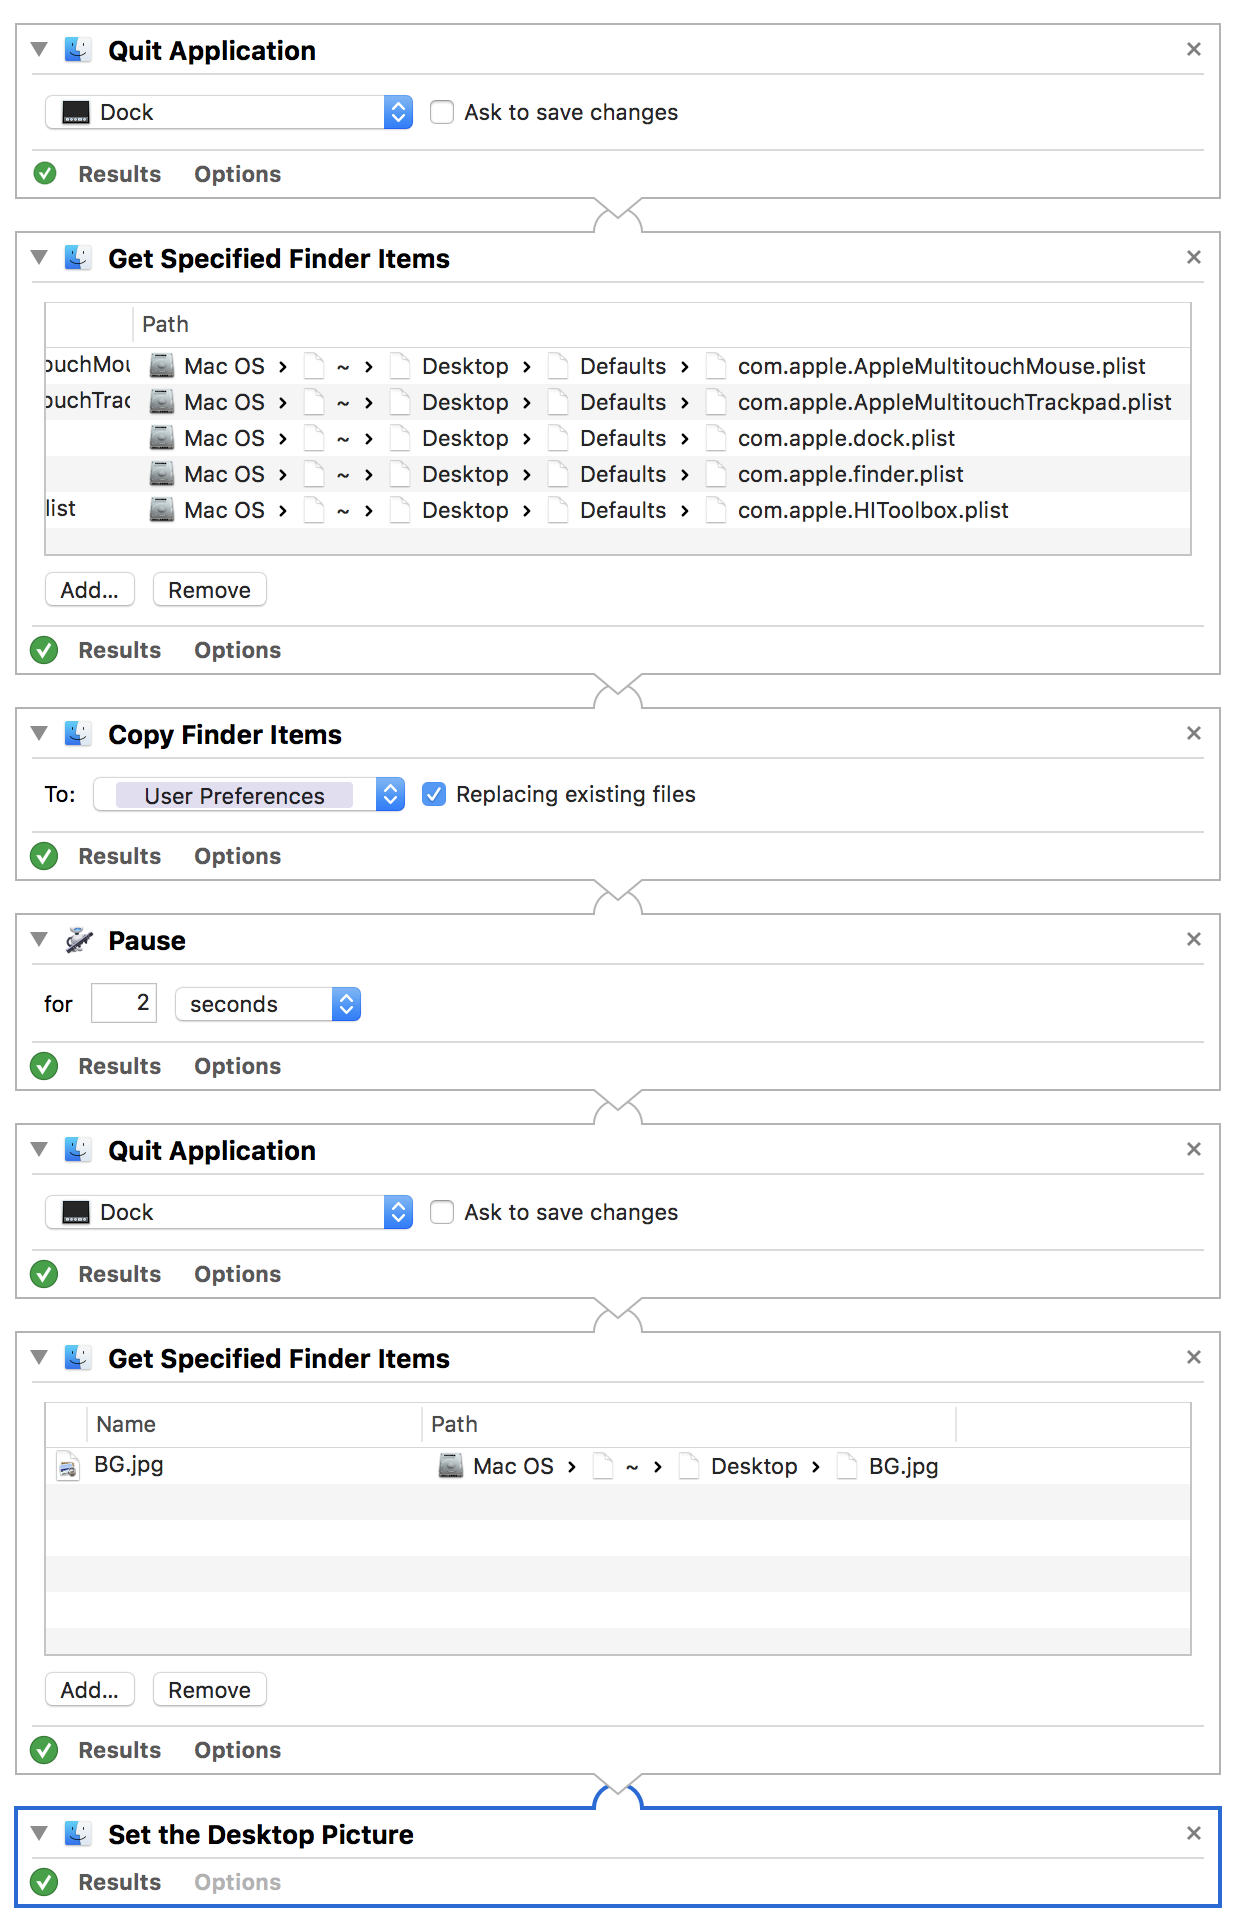 Quit Application
Dock Ask to save changes
Results Options
Get Specified Finder Items
Path
Mac OS › ~ › Desktop › Defaults › com.apple.AppleMultitouchMouse.plist
Mac OS › ~ › Desktop › Defaults › com.apple.AppleMultitouchTrackpad.plist
Mac OS › ~ › Desktop › Defaults › com.apple.dock.plist
Mac OS › ~ › Desktop › Defaults › com.apple.finder.plist
list Mac OS › ~ › Desktop › Defaults › com.apple.HIToolbox.plist
Add... Remove
Results Options
Copy Finder Items
To: User Preferences Replacing existing files
Results Options
Pause
for 2 seconds
Results Options
Quit Application
Dock Ask to save changes
Results Options
Get Specified Finder Items
Name Path
BG.jpg Mac OS › ~ › Desktop › BG.jpg
Add... Remove
Results Options
Set the Desktop Picture
Results Options